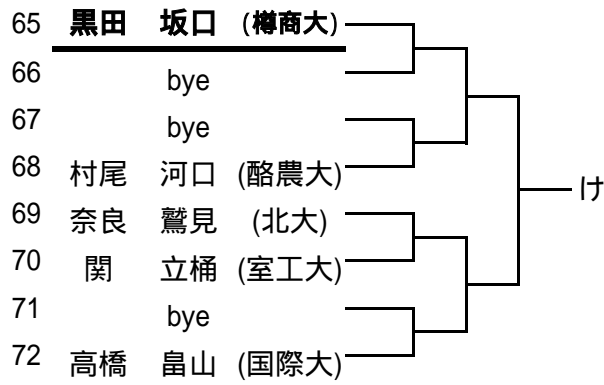 65 黒田 坂口 (樽商大)
66 bye
67 bye
68 村尾 河口 (酪農大)
69 奈良 鷲見 (北大)
70 関 立桶 (室工大)
71 bye
72 高橋 畠山 (国際大)
け